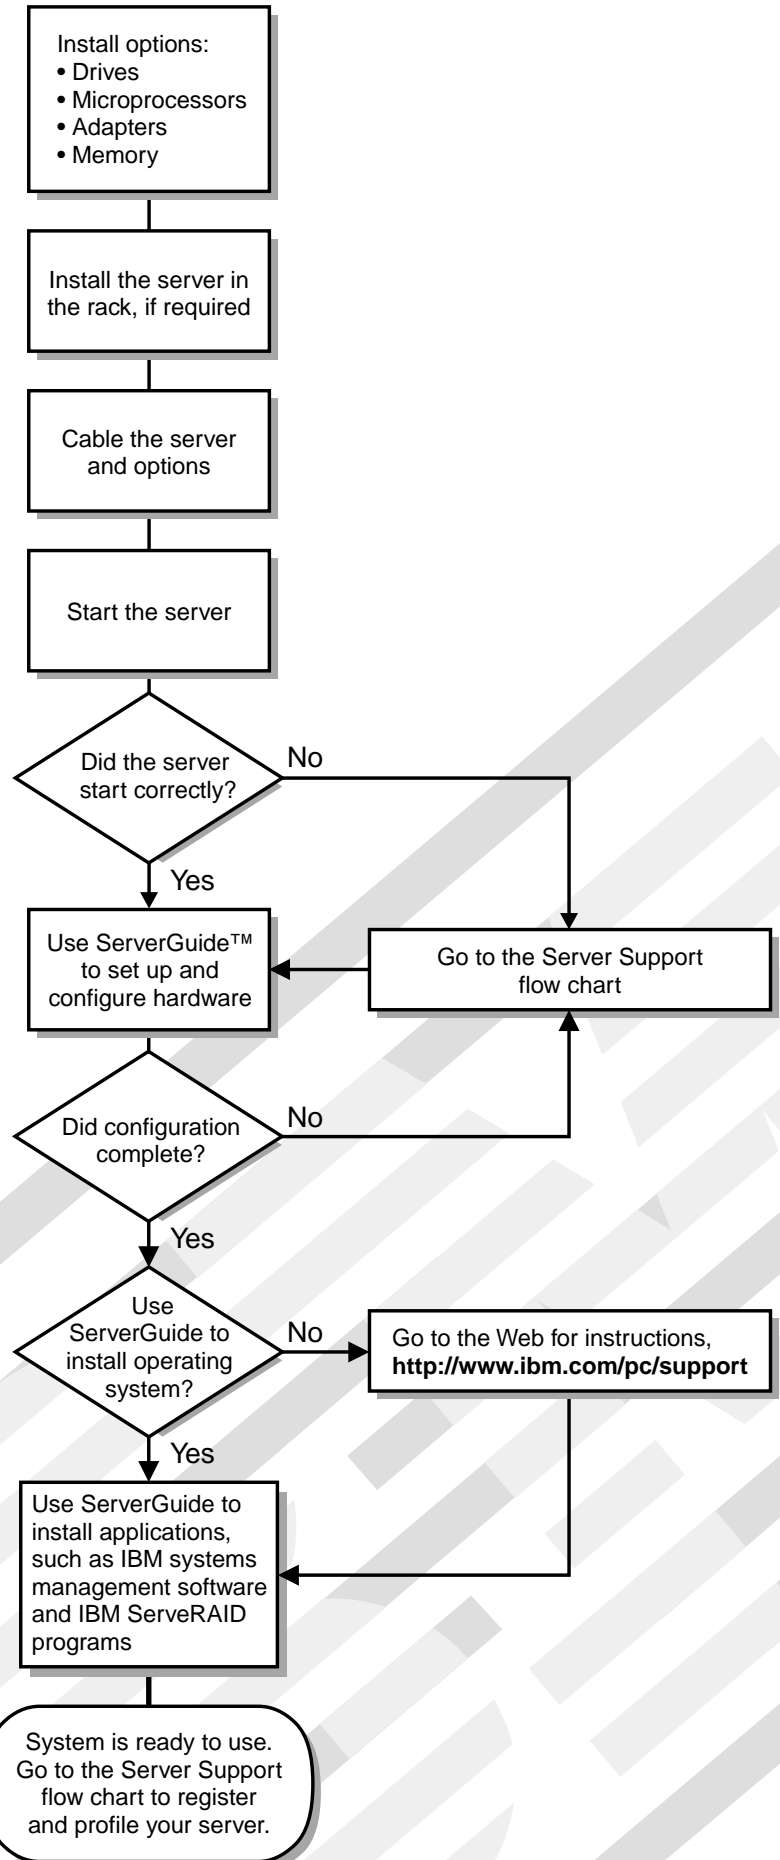 Install options:
• Drives
• Microprocessors
• Adapters
• Memory
Install the server in
the rack, if required
Cable the server
and options
Start the server
Did the server
start correctly?
No
Yes
Use ServerGuide™
to set up and
configure hardware
Go to the Server Support
flow chart
Did configuration
complete?
No
Yes
Use
ServerGuide to
install operating
system?
No
Go to the Web for instructions,
http://www.ibm.com/pc/support
Yes
Use ServerGuide to
install applications,
such as IBM systems
management software
and IBM ServeRAID
programs
System is ready to use.
Go to the Server Support
flow chart to register
and profile your server.